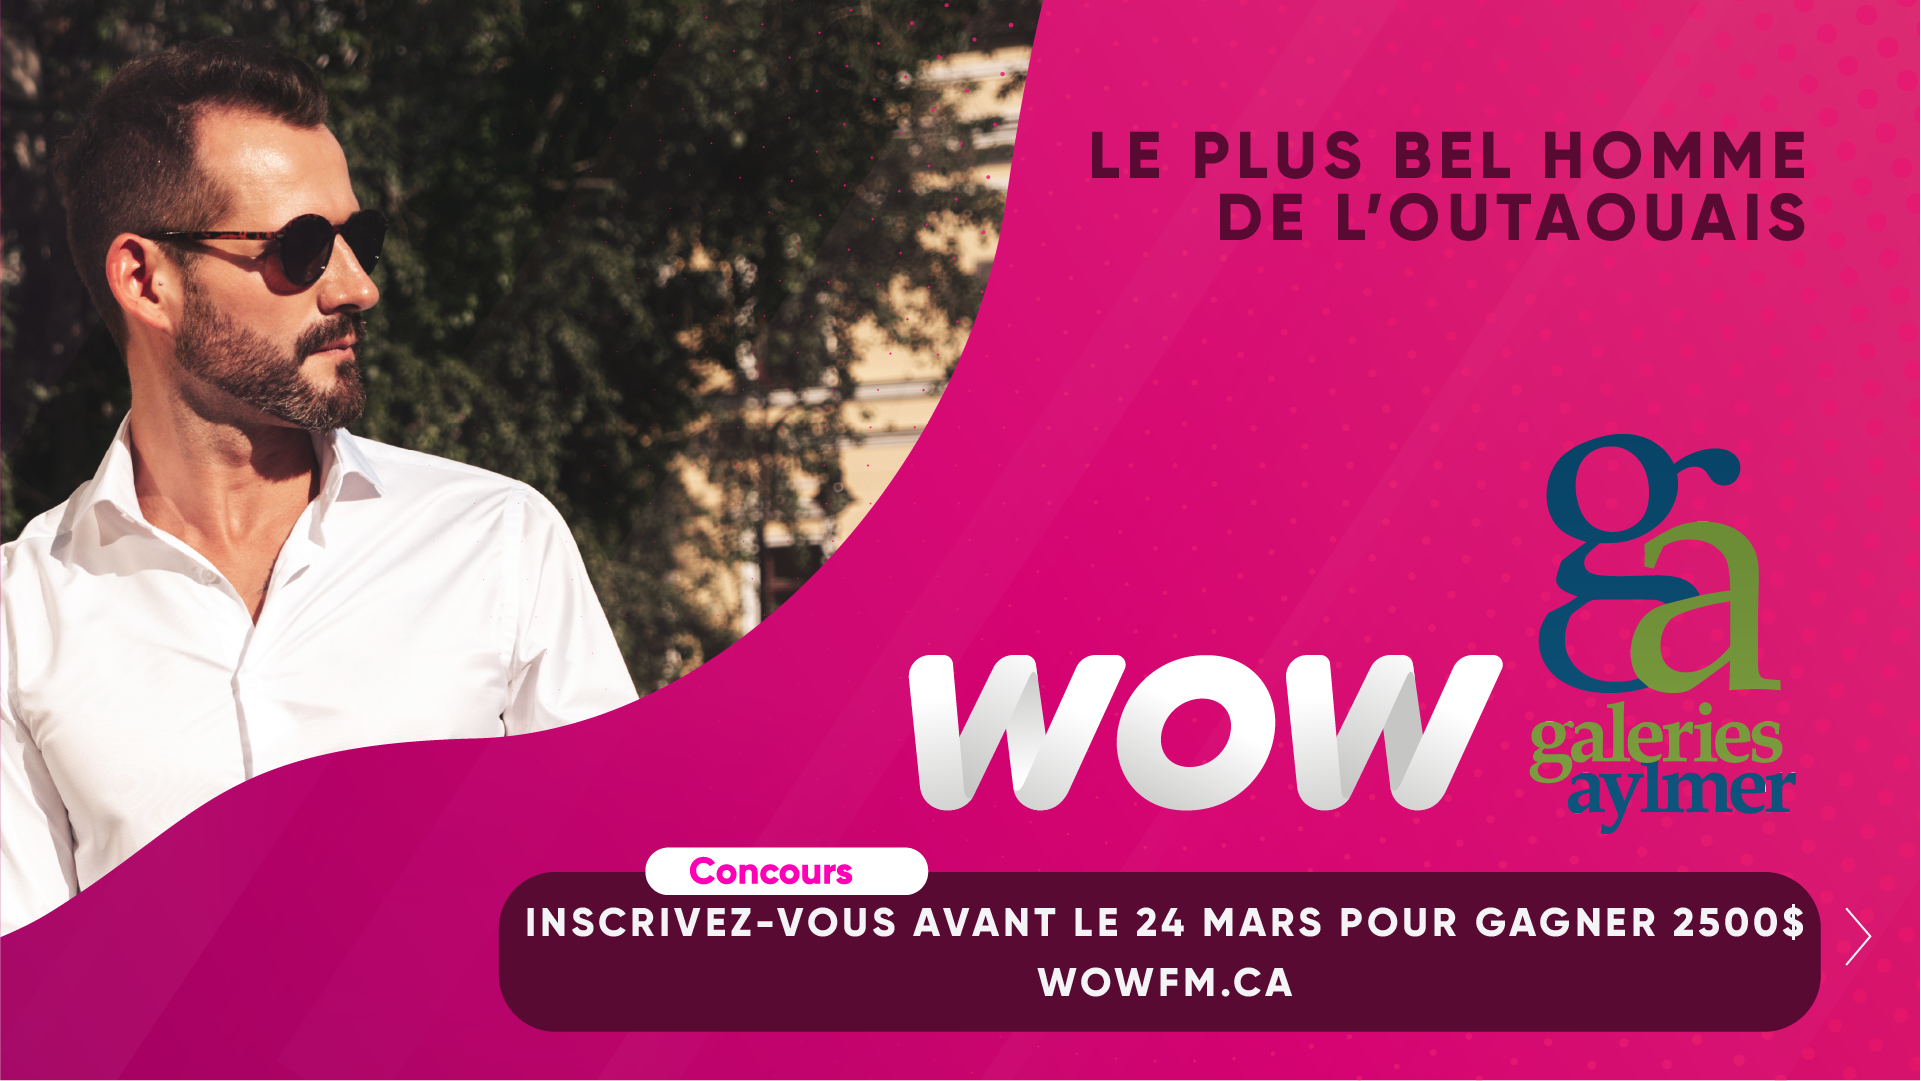 LE PLUS BEL HOMME
DE L’OUTAOUAIS
ga
WOW
galeries
aylmer
Concours
INSCRIVEZ-VOUS AVANT LE 24 MARS POUR GAGNER 2500$
WOWFM.CA